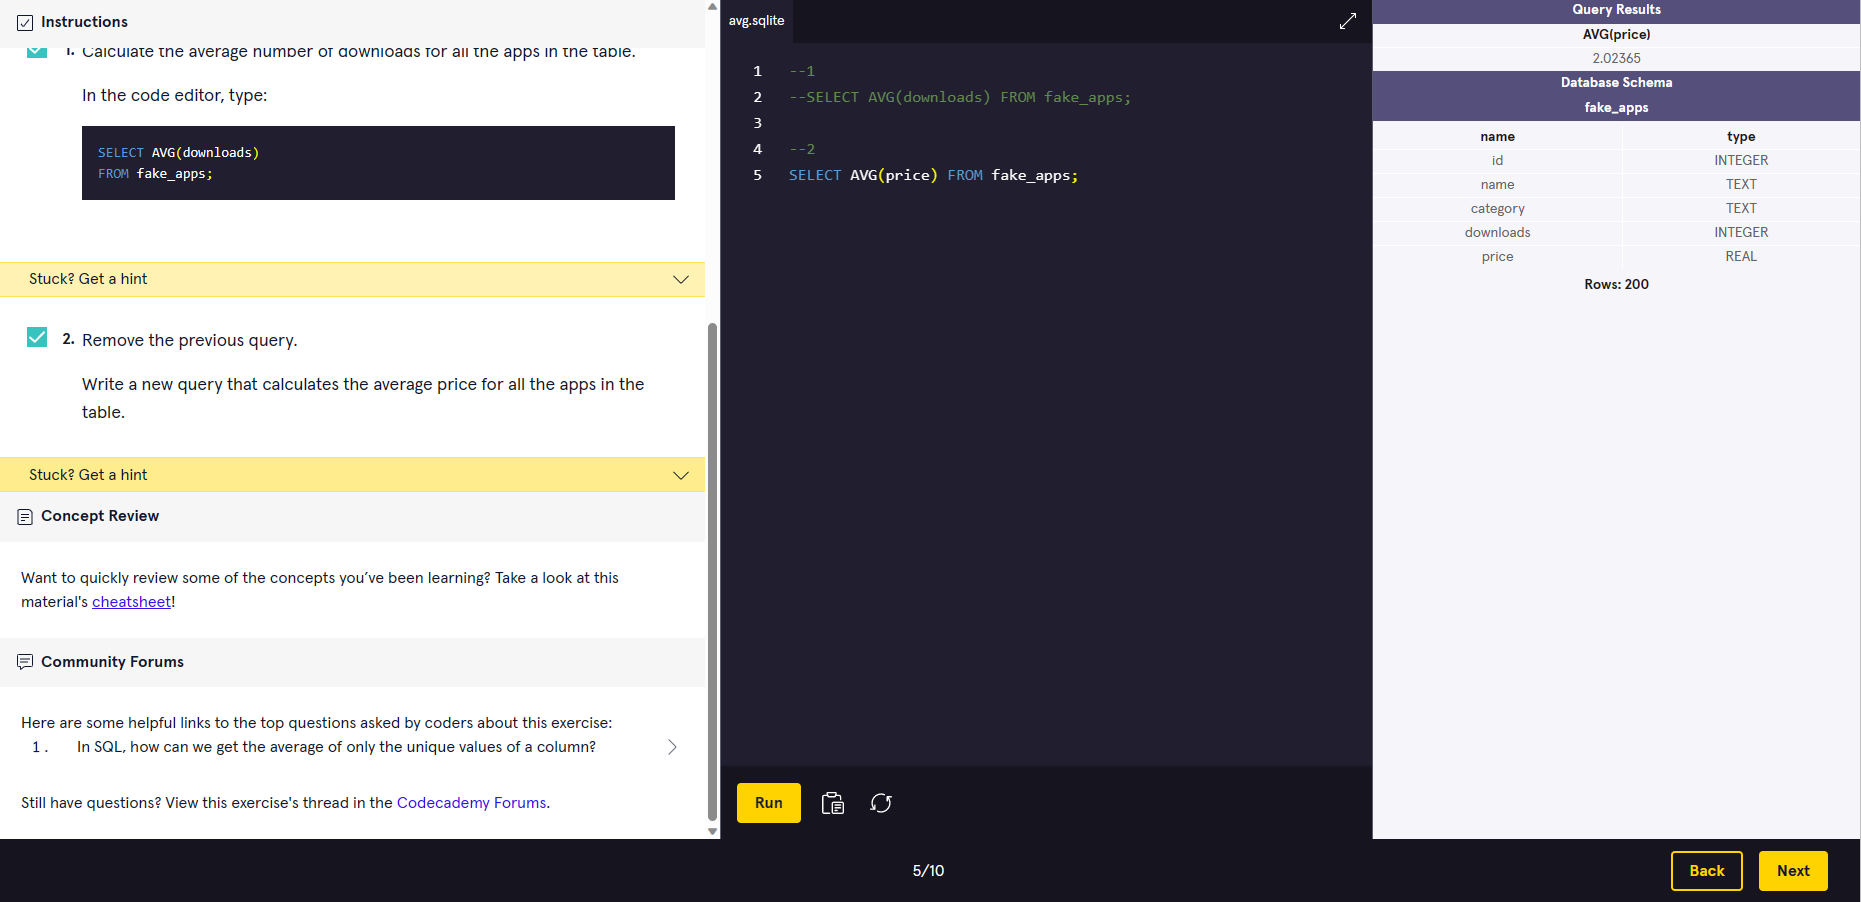 Instructions
1. Calculate the average number of downloads for all the apps in the table.
In the code editor, type:
SELECT AVG(downloads)
FROM fake_apps;
Stuck? Get a hint
2. Remove the previous query.
Write a new query that calculates the average price for all the apps in the
table.
Stuck? Get a hint
Concept Review
Want to quickly review some of the concepts you’ve been learning? Take a look at this
material's cheatsheet!
Community Forums
Here are some helpful links to the top questions asked by coders about this exercise:
1. In SQL, how can we get the average of only the unique values of a column?
Still have questions? View this exercise's thread in the Codecademy Forums.
avg.sqlite
1 --1
2 --SELECT AVG(downloads) FROM fake_apps;
3
4 --2
5 SELECT AVG(price) FROM fake_apps;
Run
Query Results
AVG(price)
2.02365
Database Schema
fake_apps
name type
id INTEGER
name TEXT
category TEXT
downloads INTEGER
price REAL
Rows: 200
5/10
Back
Next